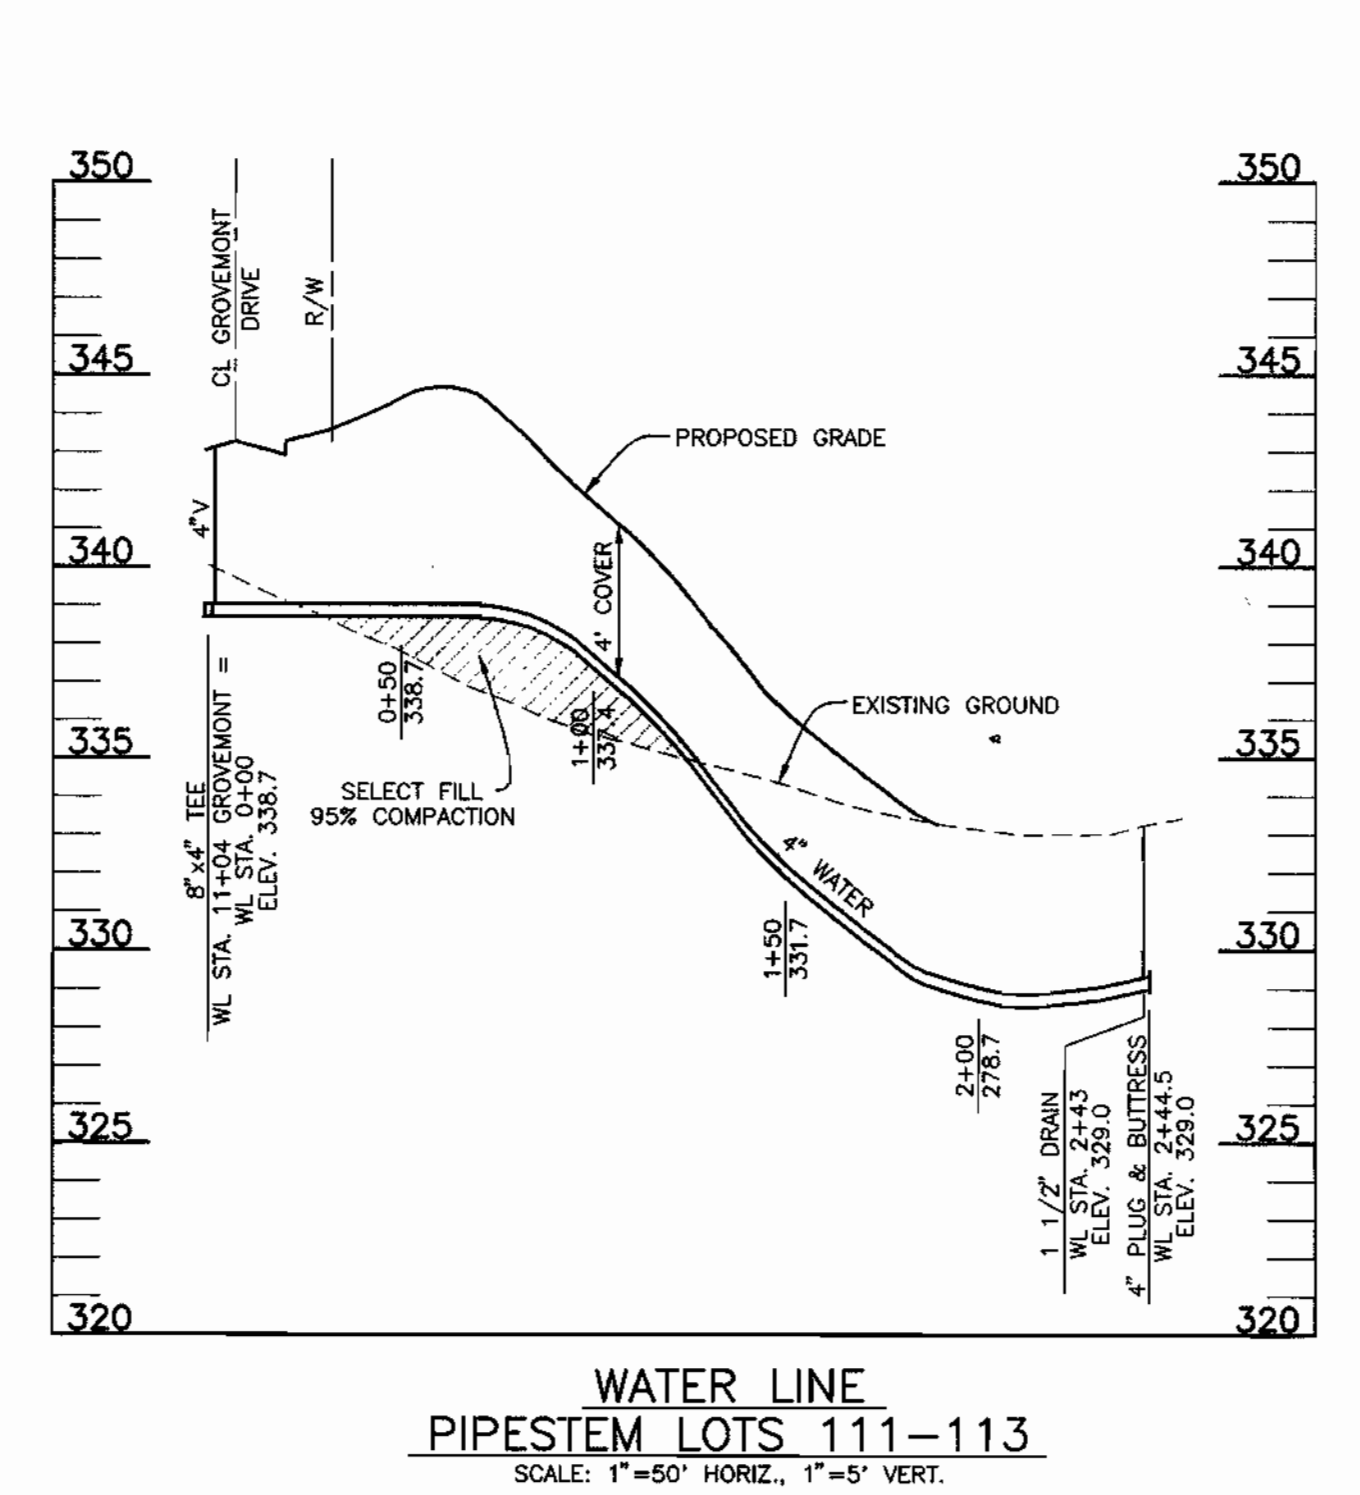 350
345
340
335
330
325
320
350
345
340
335
330
325
320
CL GROVEMONT
DRIVE
R/W
PROPOSED GRADE
4"V
4' COVER
EXISTING GROUND
0+50
338.7
1+00
337.4
SELECT FILL
95% COMPACTION
8"x4" TEE
WL STA. 11+04 GROVEMONT =
WL STA. 0+00
ELEV. 338.7
4" WATER
1+50
331.7
2+00
278.7
1 1/2" DRAIN
WL STA. 2+43
ELEV. 329.0
4" PLUG & BUTTRESS
WL STA. 2+44.5
ELEV. 329.0
WATER LINE
PIPESTEM LOTS 111-113
SCALE: 1"=50' HORIZ., 1"=5' VERT.